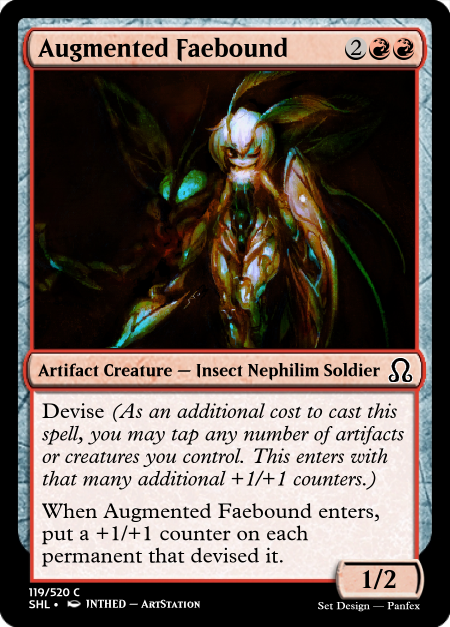 Augmented Faebound 2
Artifact Creature — Insect Nephilim Soldier
Devise (As an additional cost to cast this
spell, you may tap any number of artifacts
or creatures you control. This enters with
that many additional +1/+1 counters.)
When Augmented Faebound enters,
put a +1/+1 counter on each
permanent that devised it.
1/2
119/520 C
SHL • INTHED — ArtStation
Set Design — Panfex